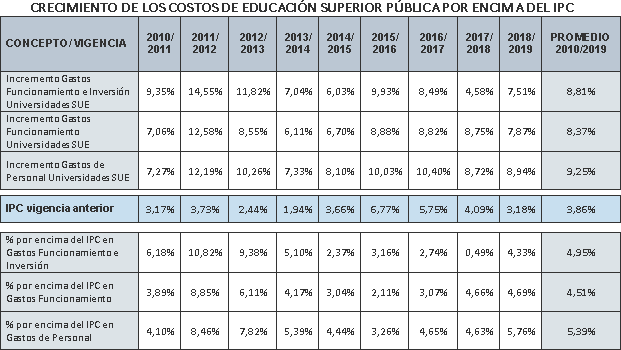 CRECIMIENTO DE LOS COSTOS DE EDUCACIÓN SUPERIOR PÚBLICA POR ENCIMA DEL IPC
CONCEPTO/VIGENCIA 2010/2011 2011/2012 2012/2013 2013/2014 2014/2015 2015/2016 2016/2017 2017/2018 2018/2019 PROMEDIO 2010/2019
Incremento Gastos Funcionamiento e Inversión Universidades SUE 9,35% 14,55% 11,82% 7,04% 6,03% 9,93% 8,49% 4,58% 7,51% 8,81%
Incremento Gastos Funcionamiento Universidades SUE 7,06% 12,58% 8,55% 6,11% 6,70% 8,88% 8,82% 8,75% 7,87% 8,37%
Incremento Gastos de Personal Universidades SUE 7,27% 12,19% 10,26% 7,33% 8,10% 10,03% 10,40% 8,72% 8,94% 9,25%
IPC vigencia anterior 3,17% 3,73% 2,44% 1,94% 3,66% 6,77% 5,75% 4,09% 3,18% 3,86%
% por encima del IPC en Gastos Funcionamiento e Inversión 6,18% 10,82% 9,38% 5,10% 2,37% 3,16% 2,74% 0,49% 4,33% 4,95%
% por encima del IPC en Gastos Funcionamiento 3,89% 8,85% 6,11% 4,17% 3,04% 2,11% 3,07% 4,66% 4,69% 4,51%
% por encima del IPC en Gastos de Personal 4,10% 8,46% 7,82% 5,39% 4,44% 3,26% 4,65% 4,63% 5,76% 5,39%